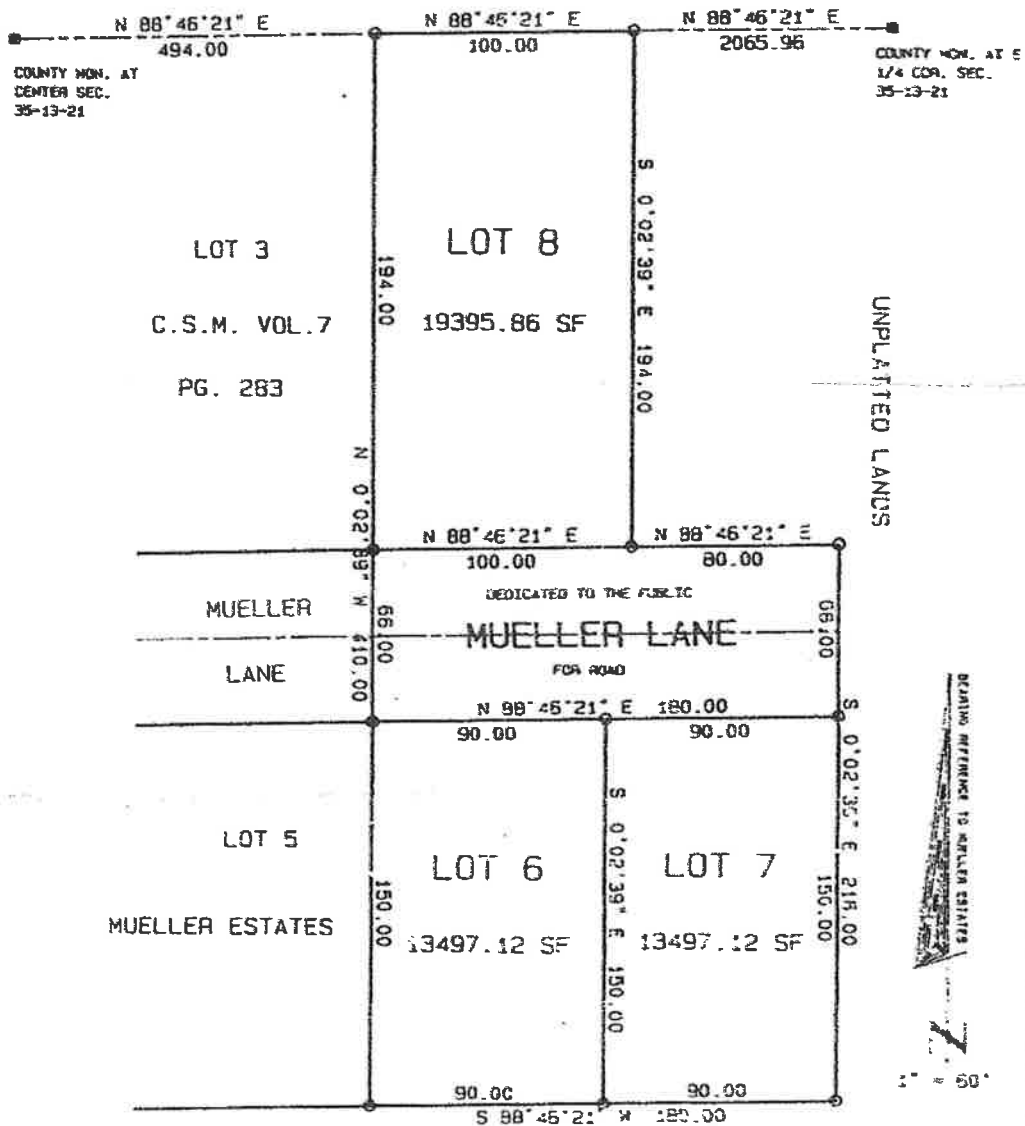 N 88°46'21" E
494.00
N 88°46'21" E
100.00
N 88°46'21" E
2065.96
COUNTY MON. AT
CENTER SEC.
35-13-21
COUNTY MON. AT E
1/4 COR. SEC.
35-13-21
S 0°02'39" E 194.00
LOT 3
C.S.M. VOL.7
PG. 283
194.00
LOT 8
19395.86 SF
UNPLATTED LANDS
N 0°02'39" W 410.00
N 88°46'21" E
100.00
N 88°46'21" E
80.00
MUELLER
LANE
66.00
DEDICATED TO THE PUBLIC
MUELLER LANE
FOR ROAD
66.00
N 88°46'21" E 180.00
90.00
90.00
S 0°02'39" E 216.00
BEARING REFERENCE TO MUELLER ESTATES
LOT 5
MUELLER ESTATES
150.00
LOT 6
13497.12 SF
S 0°02'39" E 150.00
LOT 7
13497.12 SF
150.00
1" = 60'
90.00
90.00
S 88°46'21" W 180.00